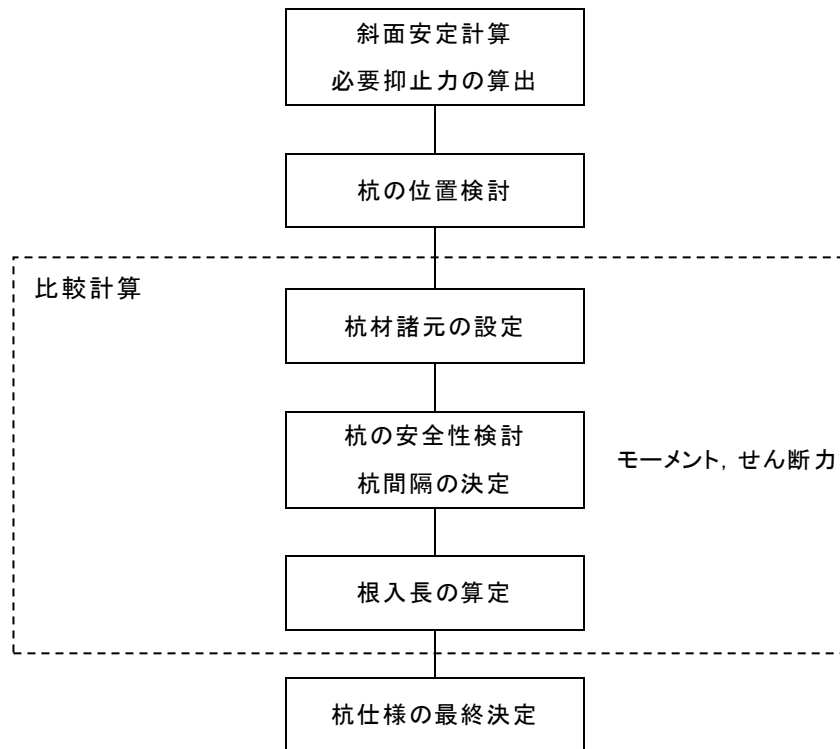 斜面安定計算
必要抑止力の算出
杭の位置検討
比較計算
杭材諸元の設定
杭の安全性検討
杭間隔の決定
モーメント, せん断力
根入長の算定
杭仕様の最終決定